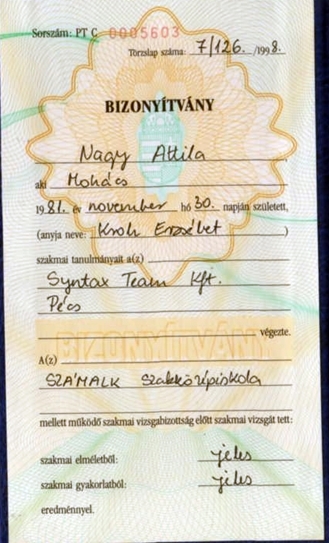 Sorszám: PT C 0005603
Törzslap száma: 7/126. /1998.
BIZONYÍTVÁNY
Nagy Attila
aki Mohács
1981. év november hó 30. napján született,
(anyja neve: Kroh Erzsébet )
szakmai tanulmányait a(z)
Syntax Team Kft.
Pécs
végezte.
BIZONYÍTVÁNY
A(z)
SZÁMALK Szakközépiskola
mellett működő szakmai vizsgabizottság előtt szakmai vizsgát tett:
szakmai elméletből: jeles
szakmai gyakorlatból: jeles
eredménnyel.